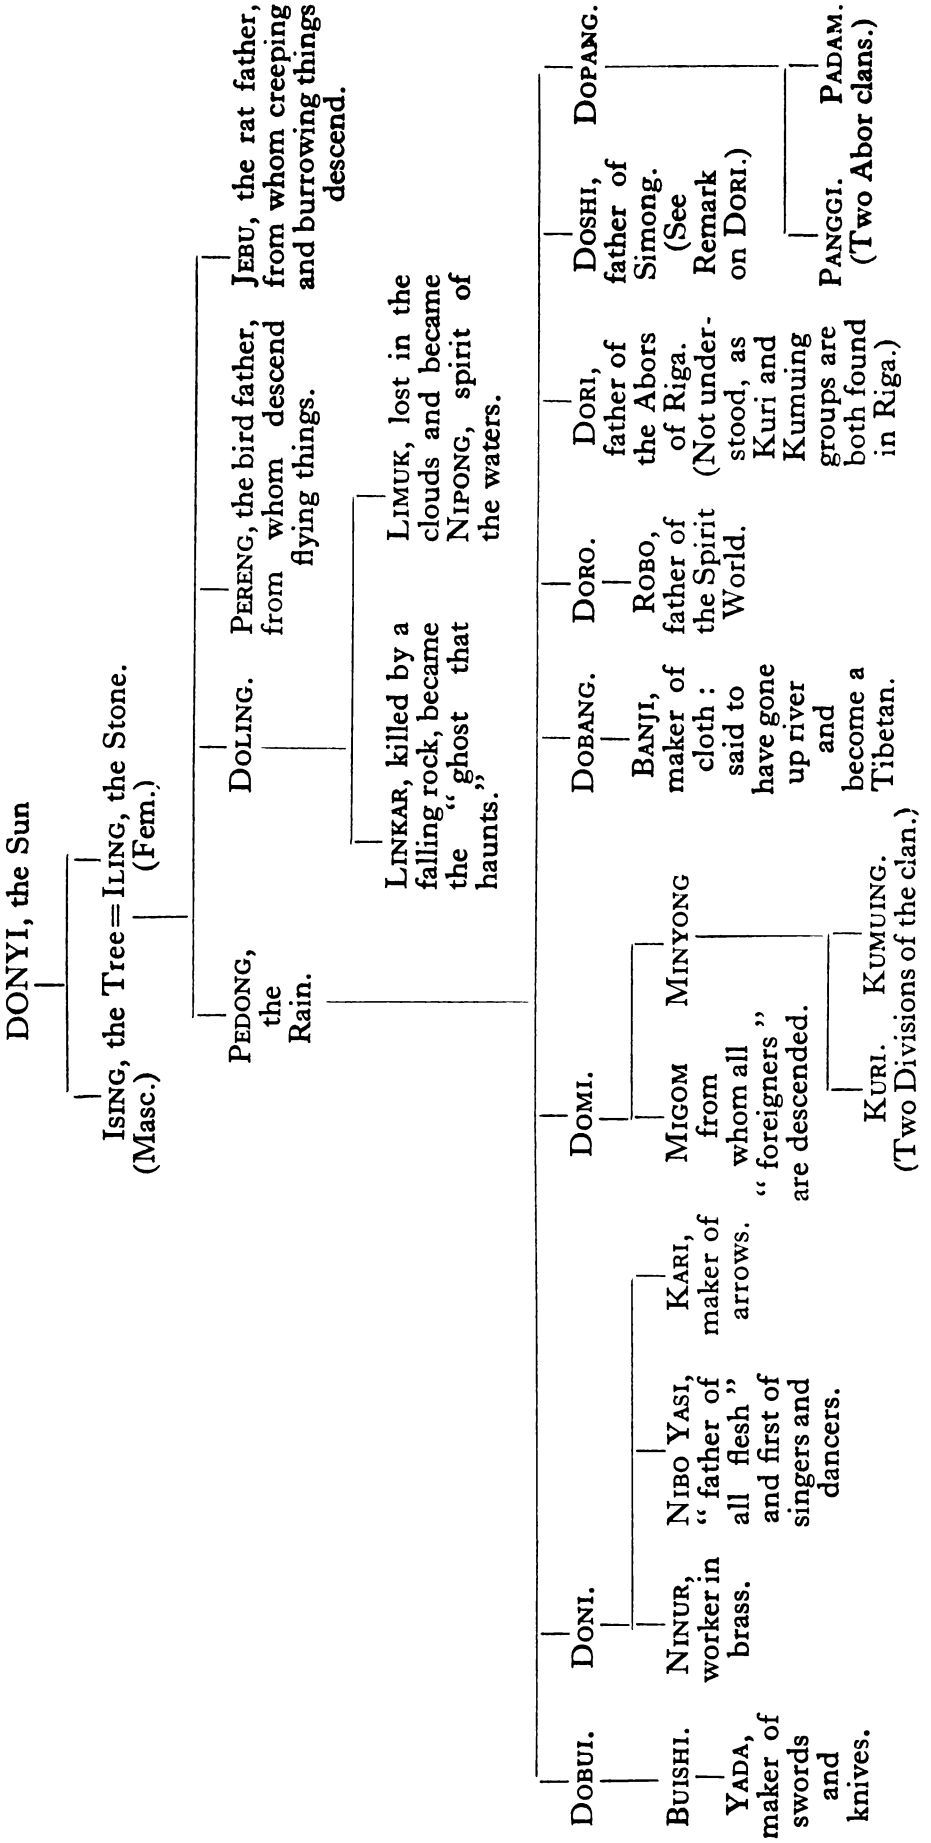 DONYI, the Sun
ISING, the Tree = ILING, the Stone.
(Masc.)
(Fem.)
PEDONG,
the
Rain.
DOLING.
PERENG, the bird father,
from whom descend
flying things.
JEBU, the rat father,
from whom creeping
and burrowing things
descend.
LINKAR, killed by a
falling rock, became
the “ ghost that
haunts.”
LIMUK, lost in the
clouds and became
NIPONG, spirit of
the waters.
DOBUI.
BUISHI.
YADA,
maker of
swords
and
knives.
DONI.
NINUR,
worker in
brass.
NIBO YASI,
“ father of
all flesh ”
and first of
singers and
dancers.
KARI,
maker of
arrows.
DOMI.
MIGOM
from
whom all
“ foreigners ”
are descended.
MINYONG
KURI. KUMUING.
(Two Divisions of the clan.)
DOBANG.
BANJI,
maker of
cloth :
said to
have gone
up river
and
become a
Tibetan.
DORO.
ROBO,
father of
the Spirit
World.
DORI,
father of
the Abors
of Riga.
(Not under-
stood, as
Kuri and
Kumuing
groups are
both found
in Riga.)
DOSHI,
father of
Simong.
(See
Remark
on DORI.)
DOPANG.
PANGGI. PADAM.
(Two Abor clans.)